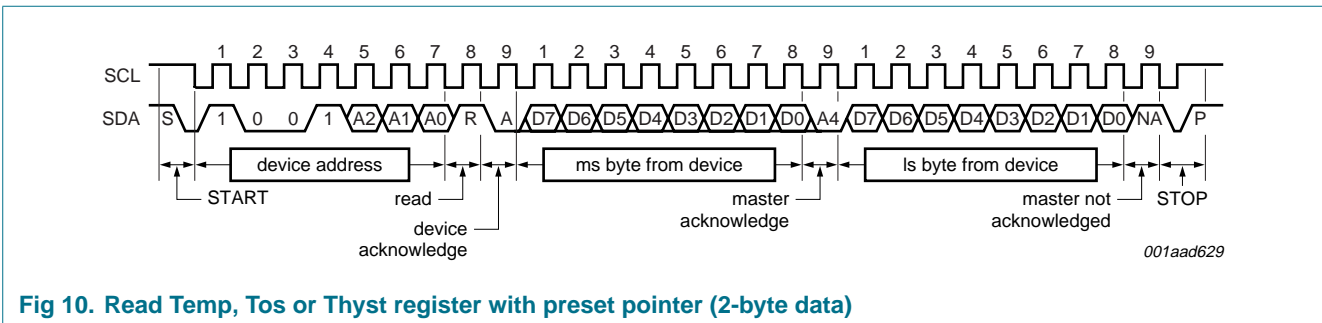 1 2 3 4 5 6 7 8 9 1 2 3 4 5 6 7 8 9 1 2 3 4 5 6 7 8 9
SCL
SDA S 1 0 0 1 A2 A1 A0 R A D7 D6 D5 D4 D3 D2 D1 D0 A4 D7 D6 D5 D4 D3 D2 D1 D0 NA P
device address ms byte from device ls byte from device
START read master master not STOP
device acknowledge acknowledged
acknowledge
001aad629
Fig 10. Read Temp, Tos or Thyst register with preset pointer (2-byte data)